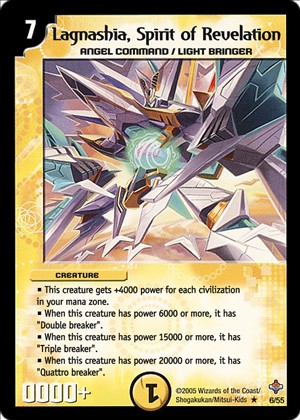 7
Lagnashia, Spirit of Revelation
ANGEL COMMAND / LIGHT BRINGER
CREATURE
■ This creature gets +4000 power for each civilization
in your mana zone.
■ When this creature has power 6000 or more, it has
"Double breaker".
■ When this creature has power 15000 or more, it has
"Triple breaker".
■ When this creature has power 20000 or more, it has
"Quattro breaker".
0000+
1
©2005 Wizards of the Coast/
Shogakukan/Mitsui-Kids ★ 6/55